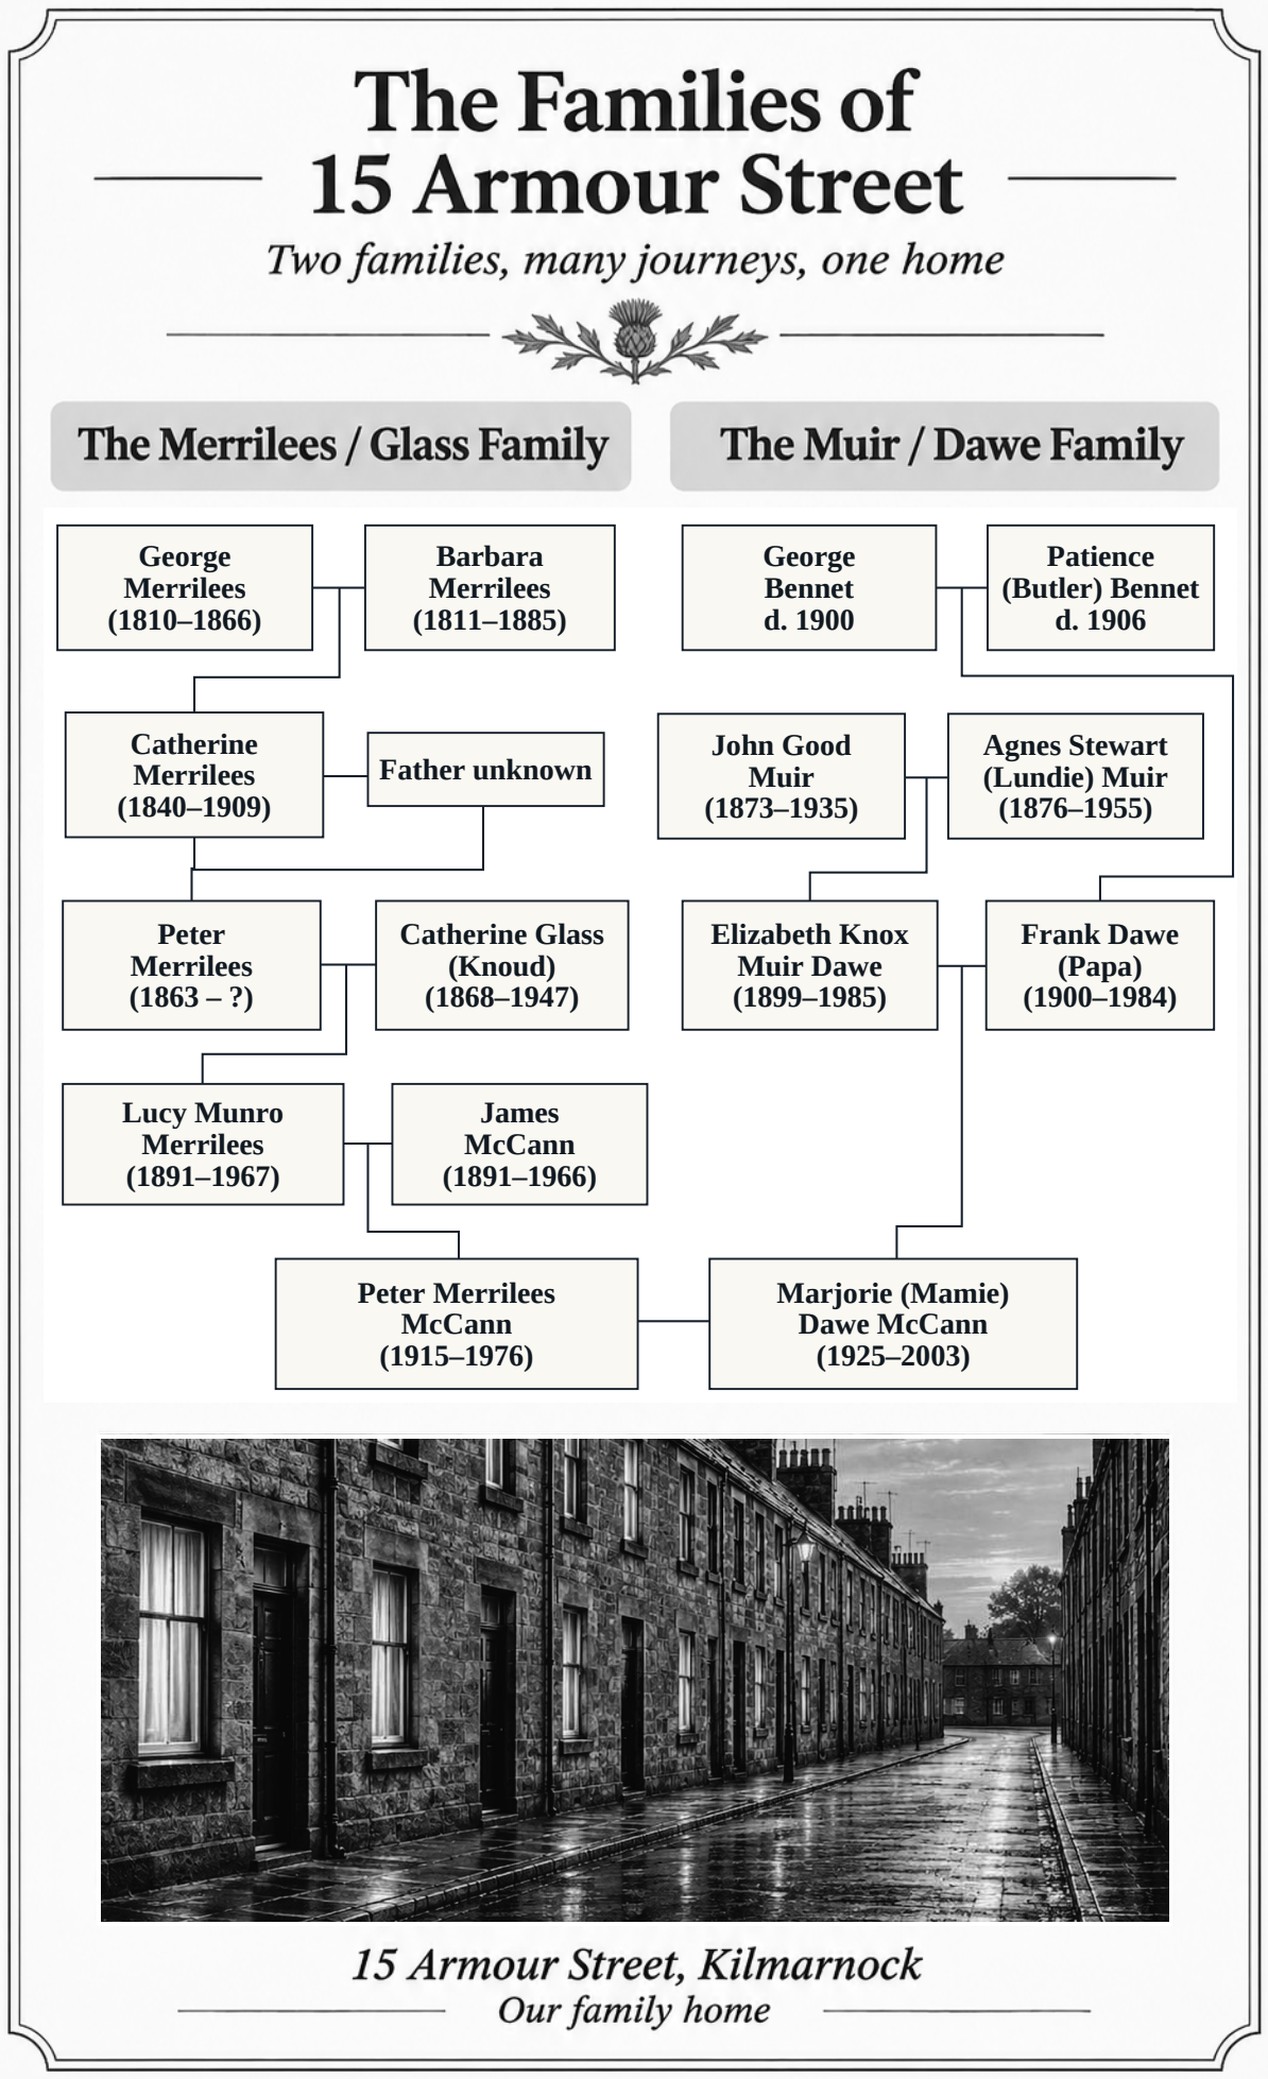 The Families of
15 Armour Street
Two families, many journeys, one home
The Merrilees / Glass Family
The Muir / Dawe Family
George
Merrilees
(1810–1866)
Barbara
Merrilees
(1811–1885)
George
Bennet
d. 1900
Patience
(Butler) Bennet
d. 1906
Catherine
Merrilees
(1840–1909)
Father unknown
John Good
Muir
(1873–1935)
Agnes Stewart
(Lundie) Muir
(1876–1955)
Peter
Merrilees
(1863 – ?)
Catherine Glass
(Knoud)
(1868–1947)
Elizabeth Knox
Muir Dawe
(1899–1985)
Frank Dawe
(Papa)
(1900–1984)
Lucy Munro
Merrilees
(1891–1967)
James
McCann
(1891–1966)
Peter Merrilees
McCann
(1915–1976)
Marjorie (Mamie)
Dawe McCann
(1925–2003)
15 Armour Street, Kilmarnock
Our family home